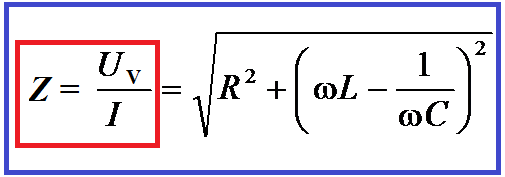 Z = U_V / I = √(R² + (ωL − 1/ωC)²)